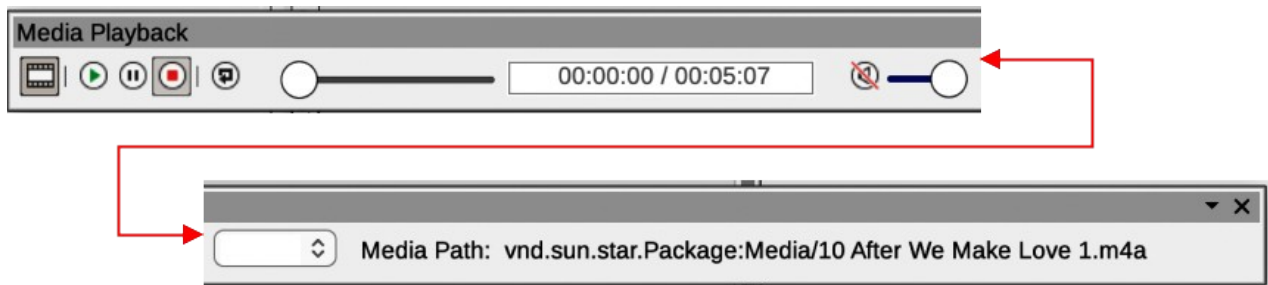 Media Playback
00:00:00 / 00:05:07
Media Path: vnd.sun.star.Package:Media/10 After We Make Love 1.m4a